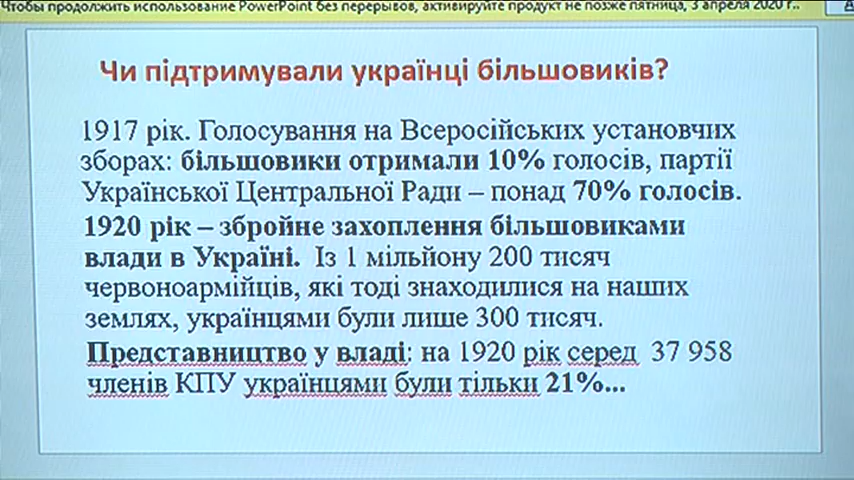 Чтобы продолжить использование PowerPoint без перерывов, активируйте продукт не позже пятница, 3 апреля 2020 г..
Чи підтримували українці більшовиків?
1917 рік. Голосування на Всеросійських установчих
зборах: більшовики отримали 10% голосів, партії
Української Центральної Ради – понад 70% голосів.
1920 рік – збройне захоплення більшовиками
влади в Україні. Із 1 мільйону 200 тисяч
червоноармійців, які тоді знаходилися на наших
землях, українцями були лише 300 тисяч.
Представництво у владі: на 1920 рік серед 37 958
членів КПУ українцями були тільки 21%...